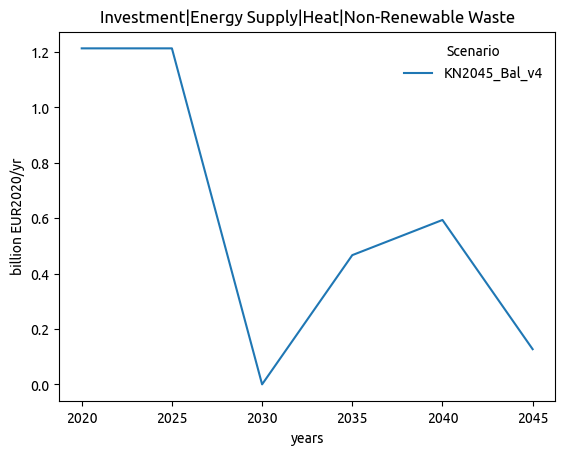 Investment|Energy Supply|Heat|Non-Renewable Waste
Scenario
KN2045_Bal_v4
billion EUR2020/yr
1.2
1.0
0.8
0.6
0.4
0.2
0.0
2020 2025 2030 2035 2040 2045
years